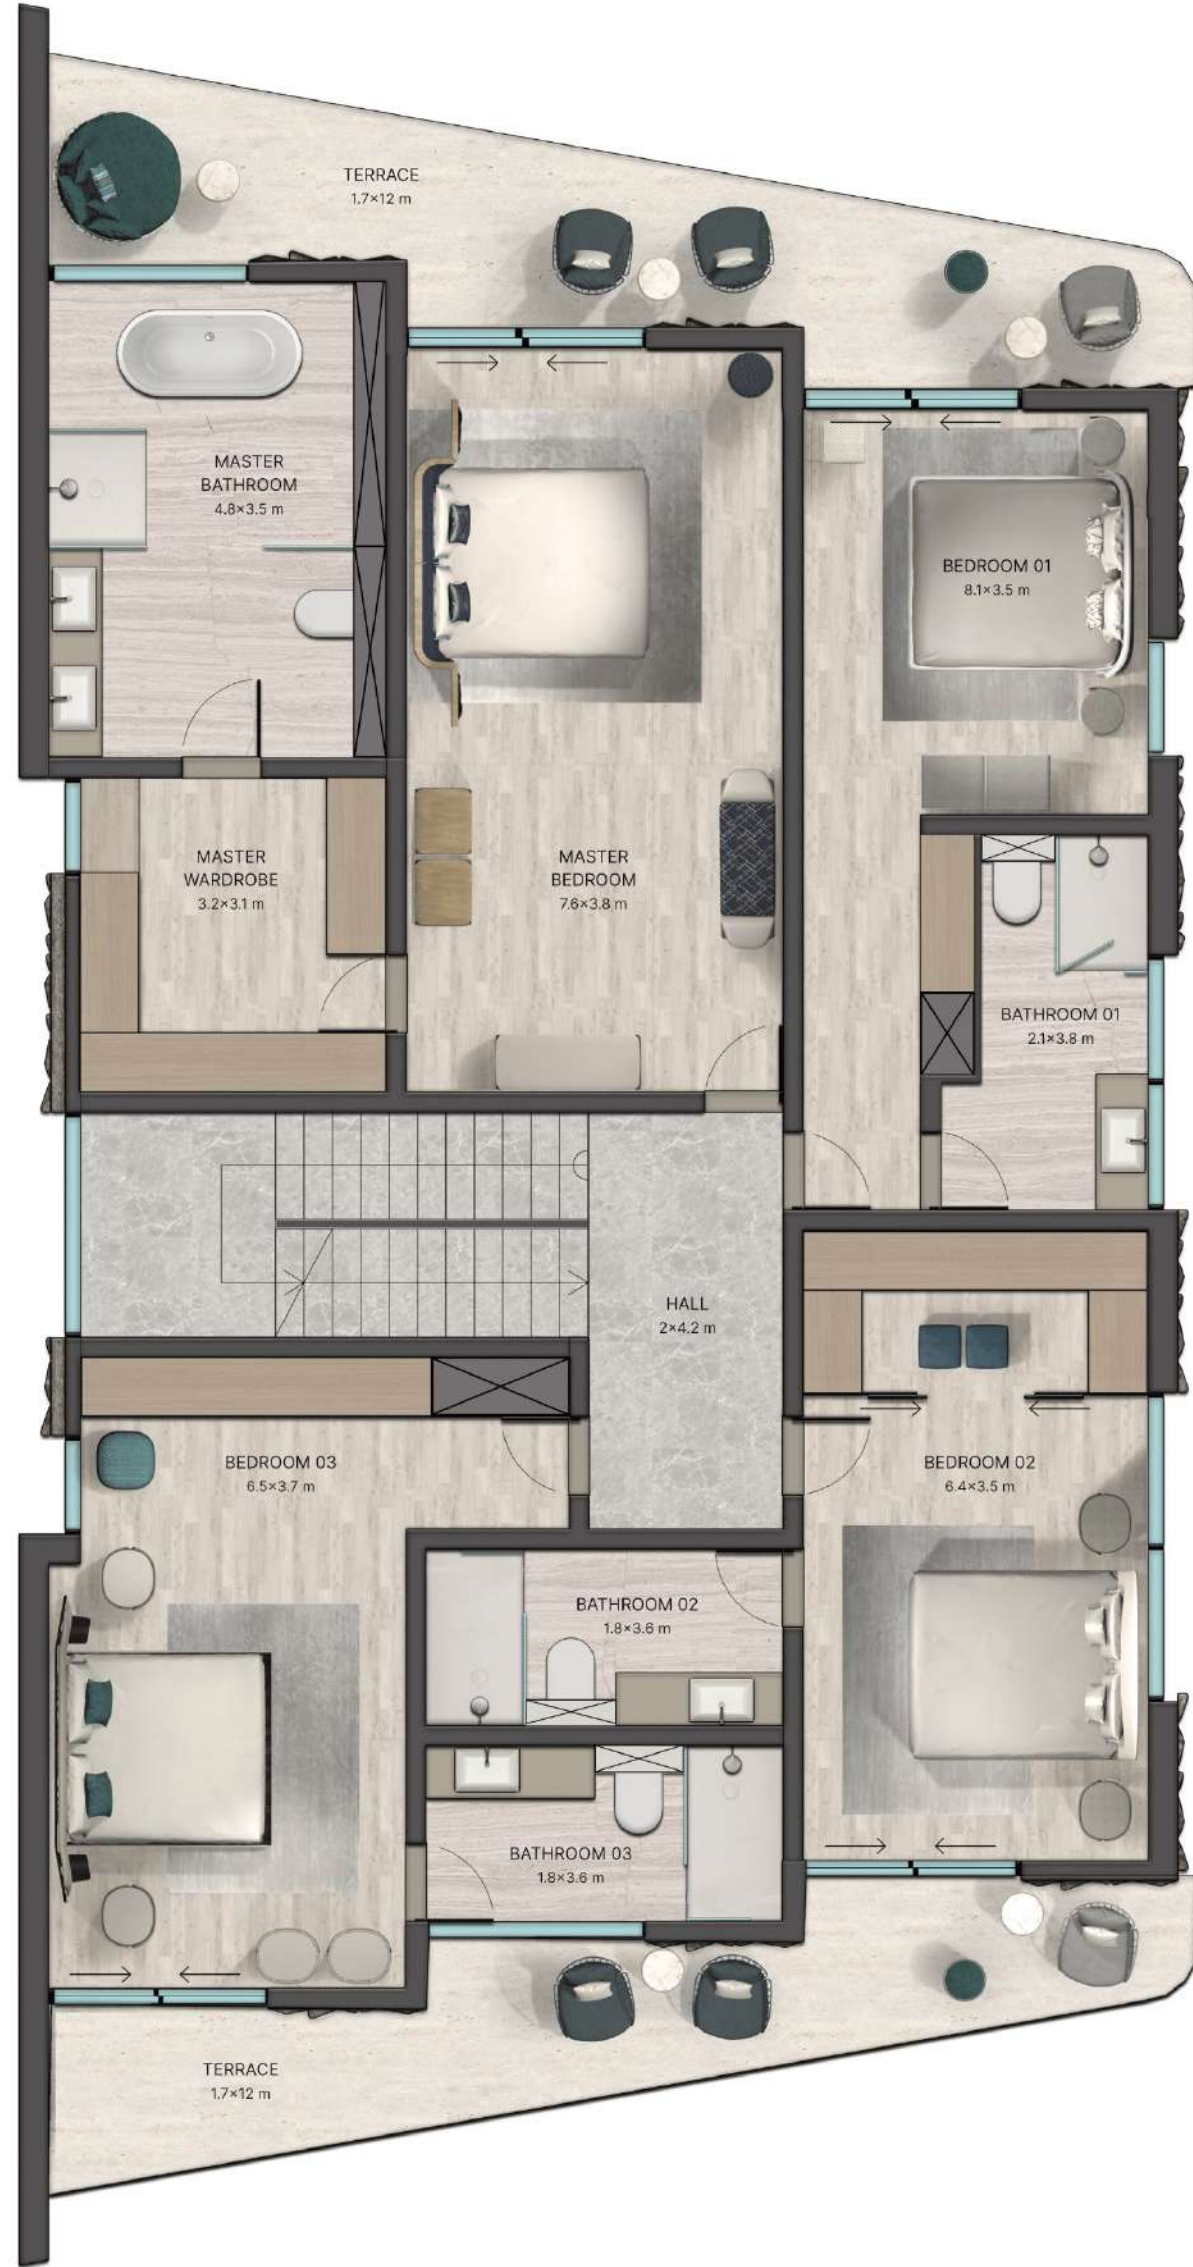 TERRACE
1.7×12 m
MASTER
BATHROOM
4.8×3.5 m
BEDROOM 01
8.1×3.5 m
MASTER
WARDROBE
3.2×3.1 m
MASTER
BEDROOM
7.6×3.8 m
BATHROOM 01
2.1×3.8 m
HALL
2×4.2 m
BEDROOM 03
6.5×3.7 m
BEDROOM 02
6.4×3.5 m
BATHROOM 02
1.8×3.6 m
BATHROOM 03
1.8×3.6 m
TERRACE
1.7×12 m